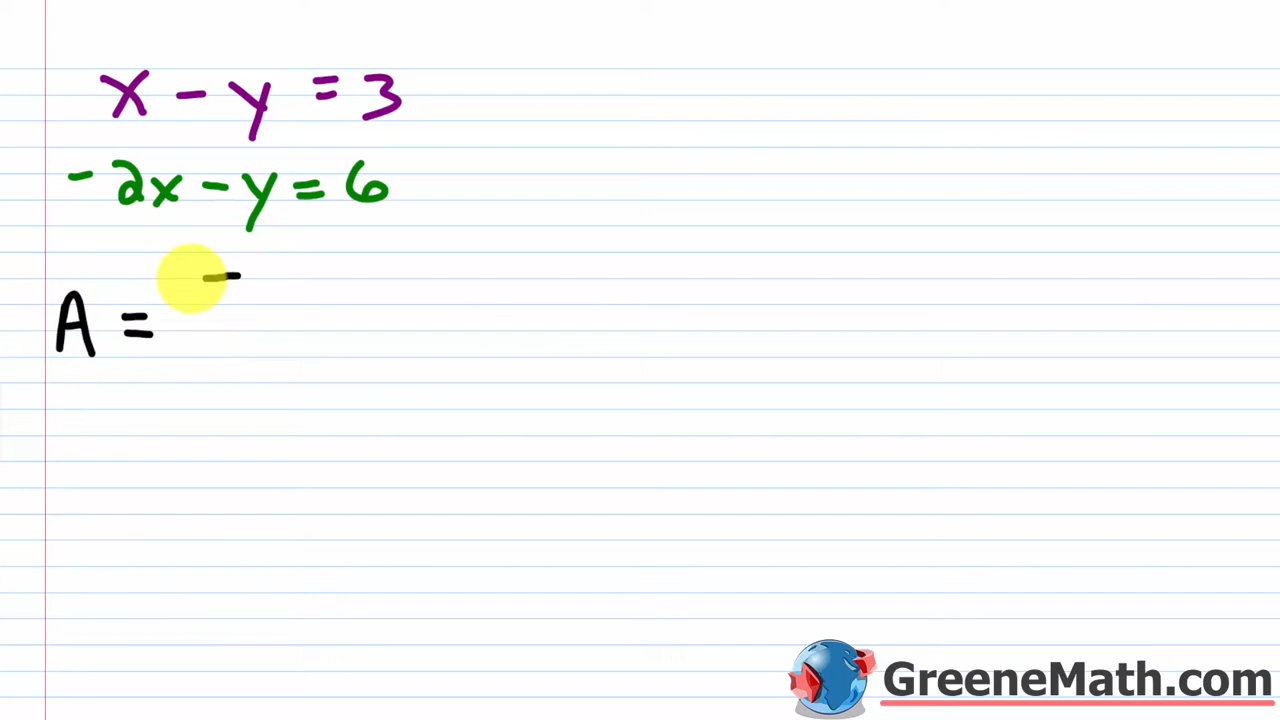 x - y = 3
-2x - y = 6
A =
GreeneMath.com